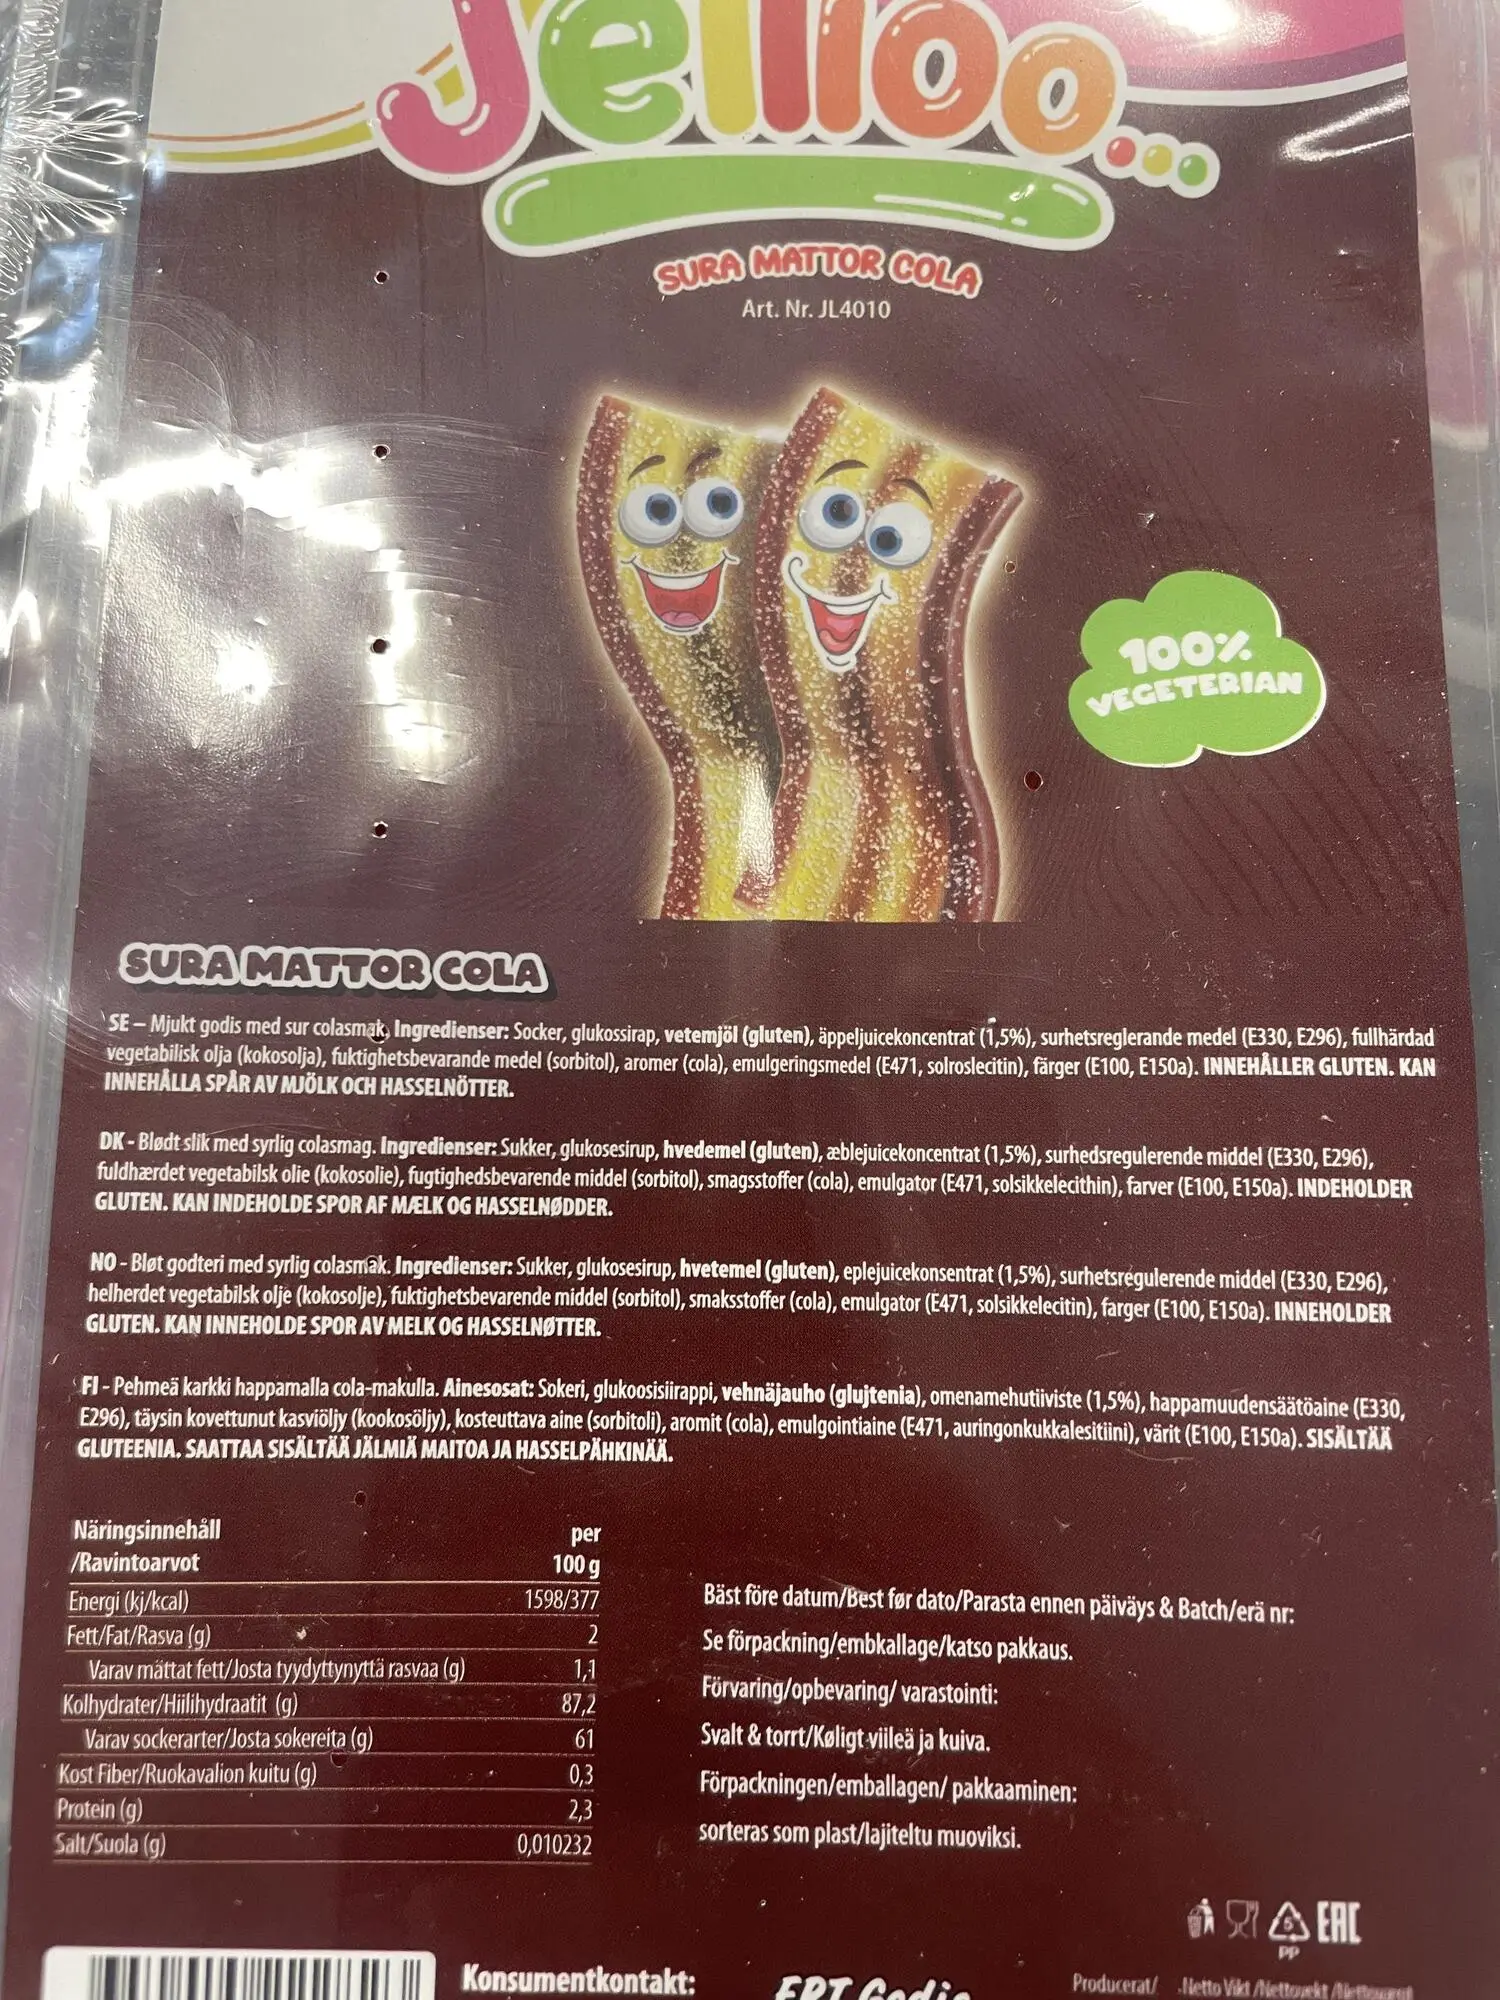 Jelloo...
SURA MATTOR COLA
Art. Nr. JL4010
100%
VEGETERIAN
SURA MATTOR COLA
SE – Mjukt godis med sur colasmak. Ingredienser: Socker, glukossirap, vetemjöl (gluten), äppeljuicekoncentrat (1,5%), surhetsreglerande medel (E330, E296), fullhärdad
vegetabilisk olja (kokosolja), fuktighetsbevarande medel (sorbitol), aromer (cola), emulgeringsmedel (E471, solroslecitin), färger (E100, E150a). INNEHÅLLER GLUTEN. KAN
INNEHÅLLA SPÅR AV MJÖLK OCH HASSELNÖTTER.
DK - Blødt slik med syrlig colasmag. Ingredienser: Sukker, glukosesirup, hvedemel (gluten), æblejuicekoncentrat (1,5%), surhedsregulerende middel (E330, E296),
fuldhærdet vegetabilsk olie (kokosolie), fugtighedsbevarende middel (sorbitol), smagsstoffer (cola), emulgator (E471, solsikkelecithin), farver (E100, E150a). INDEHOLDER
GLUTEN. KAN INDEHOLDE SPOR AF MÆLK OG HASSELNØDDER.
NO - Bløt godteri med syrlig colasmak. Ingredienser: Sukker, glukosesirup, hvetemel (gluten), eplejuicekonsentrat (1,5%), surhetsregulerende middel (E330, E296),
helherdet vegetabilsk olje (kokosolje), fuktighetsbevarende middel (sorbitol), smaksstoffer (cola), emulgator (E471, solsikkelecitin), farger (E100, E150a). INNEHOLDER
GLUTEN. KAN INNEHOLDE SPOR AV MELK OG HASSELNØTTER.
FI - Pehmeä karkki happamalla cola-makulla. Ainesosat: Sokeri, glukoosisiirappi, vehnäjauho (glujtenia), omenamehutiiviste (1,5%), happamuudensäätöaine (E330,
E296), täysin kovettunut kasviöljy (kookosöljy), kosteuttava aine (sorbitoli), aromit (cola), emulgointiaine (E471, auringonkukkalesitiini), värit (E100, E150a). SISÄLTÄÄ
GLUTEENIA. SAATTAA SISÄLTÄÄ JÄLMIÄ MAITOA JA HASSELPÄHKINÄÄ.
Näringsinnehåll per
/Ravintoarvot 100 g
Energi (kj/kcal) 1598/377
Fett/Fat/Rasva (g) 2
Varav mättat fett/Josta tyydyttynyttä rasvaa (g) 1,1
Kolhydrater/Hiilihydraatit (g) 87,2
Varav sockerarter/Josta sokereita (g) 61
Kost Fiber/Ruokavalion kuitu (g) 0,3
Protein (g) 2,3
Salt/Suola (g) 0,010232
Bäst före datum/Best før dato/Parasta ennen päiväys & Batch/erä nr:
Se förpackning/embkallage/katso pakkaus.
Förvaring/opbevaring/ varastointi:
Svalt & torrt/Køligt viileä ja kuiva.
Förpackningen/emballagen/ pakkaaminen:
sorteras som plast/lajiteltu muoviksi.
5
PP
EAC
Konsumentkontakt:
EPT Godis
Producerat/
Netto Vikt /Nettovekt /Nettovægt